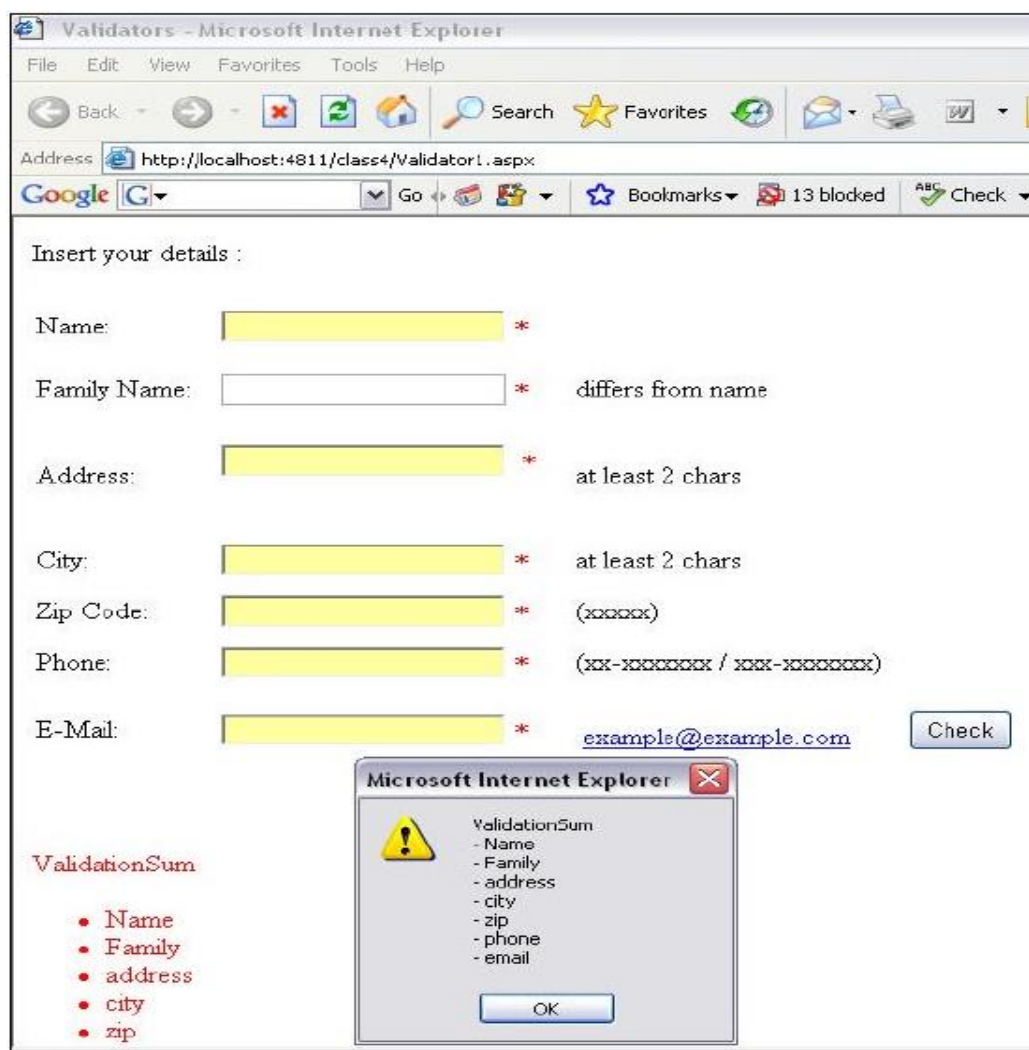 Validators - Microsoft Internet Explorer
File Edit View Favorites Tools Help
Back Search Favorites W
Address http://localhost:4811/class4/Validator1.aspx
Google G Go Bookmarks 13 blocked ABC Check
Insert your details :
Name: *
Family Name: * differs from name
Address: * at least 2 chars
City: * at least 2 chars
Zip Code: * (xxxxx)
Phone: * (xx-xxxxxxx / xxx-xxxxxxx)
E-Mail: * example@example.com Check
Microsoft Internet Explorer
ValidationSum
- Name
- Family
- address
- city
- zip
- phone
- email
OK
ValidationSum
• Name
• Family
• address
• city
• zip